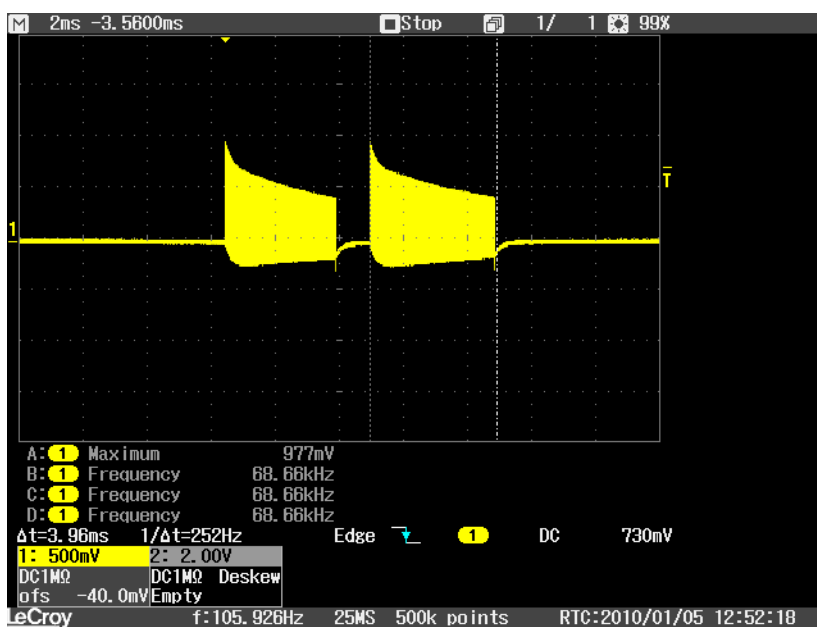 M 2ms -3.5600ms Stop 1/ 1 99%
T
1
A: 1 Maximum 977mV
B: 1 Frequency 68.66kHz
C: 1 Frequency 68.66kHz
D: 1 Frequency 68.66kHz
Δt=3.96ms 1/Δt=252Hz Edge 1 DC 730mV
1: 500mV 2: 2.00V
DC1MΩ DC1MΩ Deskew
ofs -40.0mV Empty
LeCroy f:105.926Hz 25MS 500k points RTC:2010/01/05 12:52:18